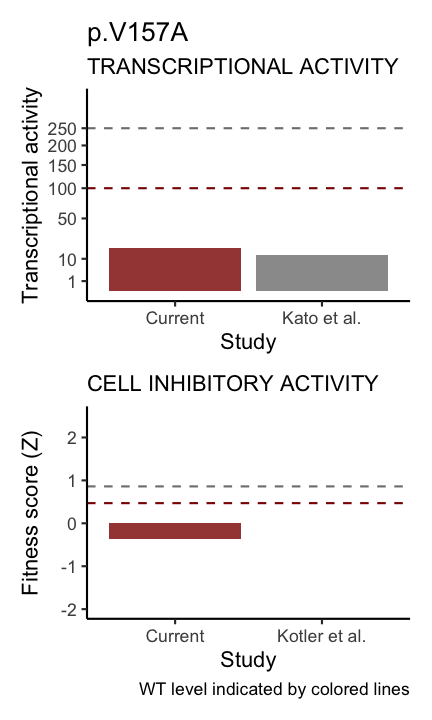 p.V157A
TRANSCRIPTIONAL ACTIVITY
Transcriptional activity
250
200
150
100
50
10
1
Current
Kato et al.
Study
CELL INHIBITORY ACTIVITY
Fitness score (Z)
2
1
0
-1
-2
Current
Kotler et al.
Study
WT level indicated by colored lines